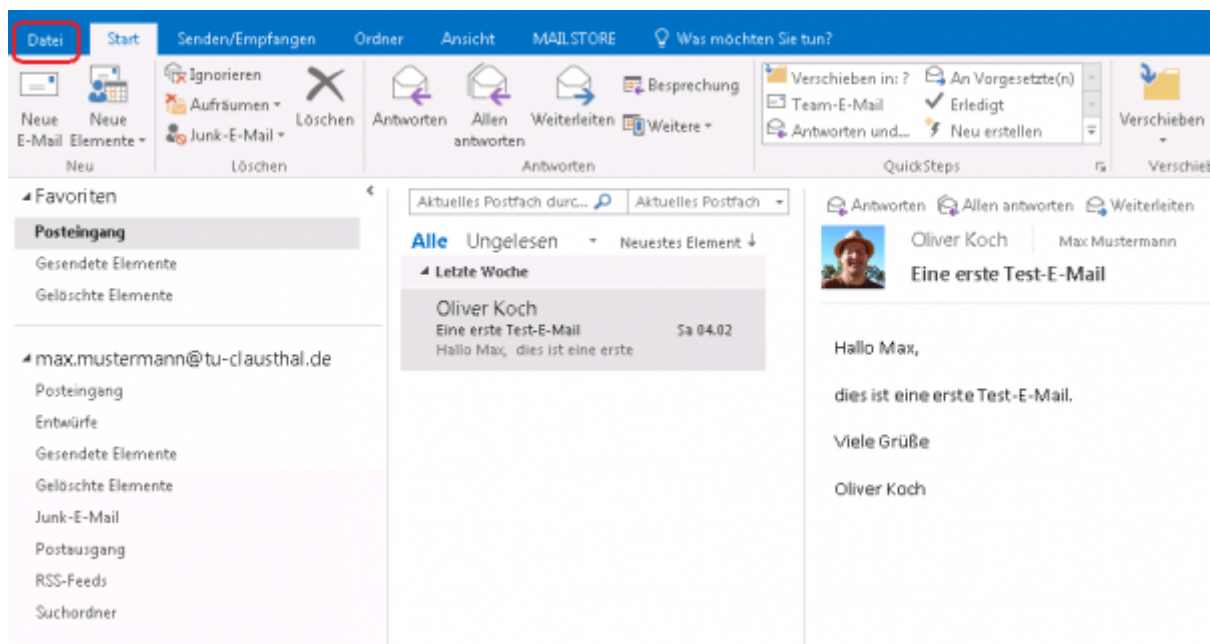 Datei Start Senden/Empfangen Ordner Ansicht MAILSTORE Was möchten Sie tun?
Neue E-Mail
Neue Elemente
Neu
Ignorieren
Aufräumen
Junk-E-Mail
Löschen
Löschen
Antworten
Allen antworten
Weiterleiten
Besprechung
Weitere
Antworten
Verschieben in: ?
Team-E-Mail
Antworten und...
An Vorgesetzte(n)
Erledigt
Neu erstellen
QuickSteps
Verschieben
Verschieb
Favoriten
Posteingang
Gesendete Elemente
Gelöschte Elemente
max.mustermann@tu-clausthal.de
Posteingang
Entwürfe
Gesendete Elemente
Gelöschte Elemente
Junk-E-Mail
Postausgang
RSS-Feeds
Suchordner
Aktuelles Postfach durc... Aktuelles Postfach
Alle Ungelesen Neuestes Element ↓
Letzte Woche
Oliver Koch
Eine erste Test-E-Mail Sa 04.02
Hallo Max, dies ist eine erste
Antworten Allen antworten Weiterleiten
Oliver Koch Max Mustermann
Eine erste Test-E-Mail
Hallo Max,
dies ist eine erste Test-E-Mail.
Viele Grüße
Oliver Koch